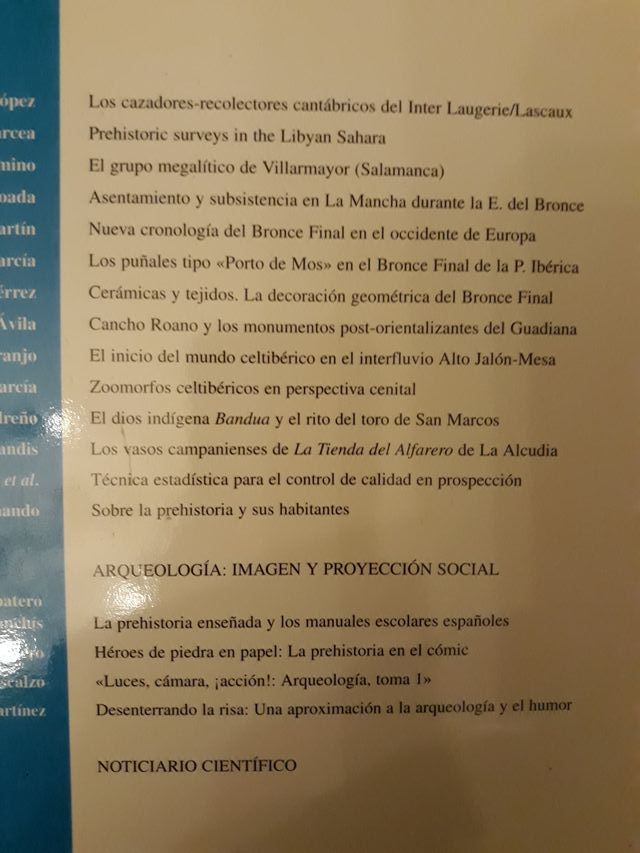 ópez Los cazadores-recolectores cantábricos del Inter Laugerie/Lascaux
arcea Prehistoric surveys in the Libyan Sahara
mino El grupo megalítico de Villarmayor (Salamanca)
oada Asentamiento y subsistencia en La Mancha durante la E. del Bronce
artín Nueva cronología del Bronce Final en el occidente de Europa
arcía Los puñales tipo «Porto de Mos» en el Bronce Final de la P. Ibérica
érrez Cerámicas y tejidos. La decoración geométrica del Bronce Final
Ávila Cancho Roano y los monumentos post-orientalizantes del Guadiana
ranjo El inicio del mundo celtibérico en el interfluvio Alto Jalón-Mesa
arcía Zoomorfos celtibéricos en perspectiva cenital
dreño El dios indígena Bandua y el rito del toro de San Marcos
andis Los vasos campanienses de La Tienda del Alfarero de La Alcudia
et al. Técnica estadística para el control de calidad en prospección
nando Sobre la prehistoria y sus habitantes
ARQUEOLOGÍA: IMAGEN Y PROYECCIÓN SOCIAL
patero
La prehistoria enseñada y los manuales escolares españoles
Héroes de piedra en papel: La prehistoria en el cómic
scalzo «Luces, cámara, ¡acción!: Arqueología, toma 1»
artínez Desenterrando la risa: Una aproximación a la arqueología y el humor
NOTICIARIO CIENTÍFICO